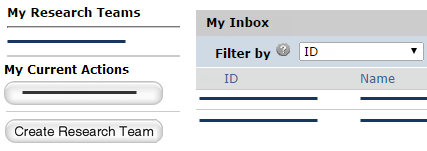 My Research Teams
My Current Actions
Create Research Team
My Inbox
Filter by ? ID
ID Name